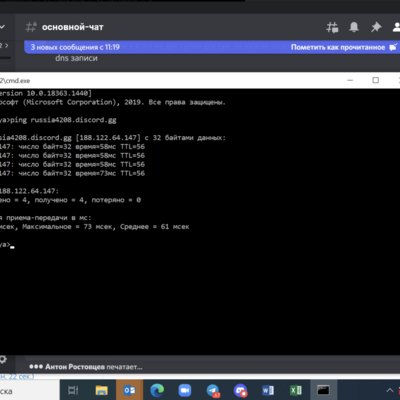 основной-чат
3 новых сообщения с 11:19 Пометить как прочитанное
dns записи
2\cmd.exe
ersion 10.0.18363.1440]
ософт (Microsoft Corporation), 2019. Все права защищены.
ya>ping russia4208.discord.gg
sia4208.discord.gg [188.122.64.147] с 32 байтами данных:
147: число байт=32 время=58мс TTL=56
147: число байт=32 время=58мс TTL=56
147: число байт=32 время=58мс TTL=56
147: число байт=32 время=73мс TTL=56
188.122.64.147:
ено = 4, получено = 4, потеряно = 0
я приема-передачи в мс:
мсек, Максимальное = 73 мсек, Среднее = 61 мсек
ya>
Антон Ростовцев печатает...
н. 22 сек.)
ска